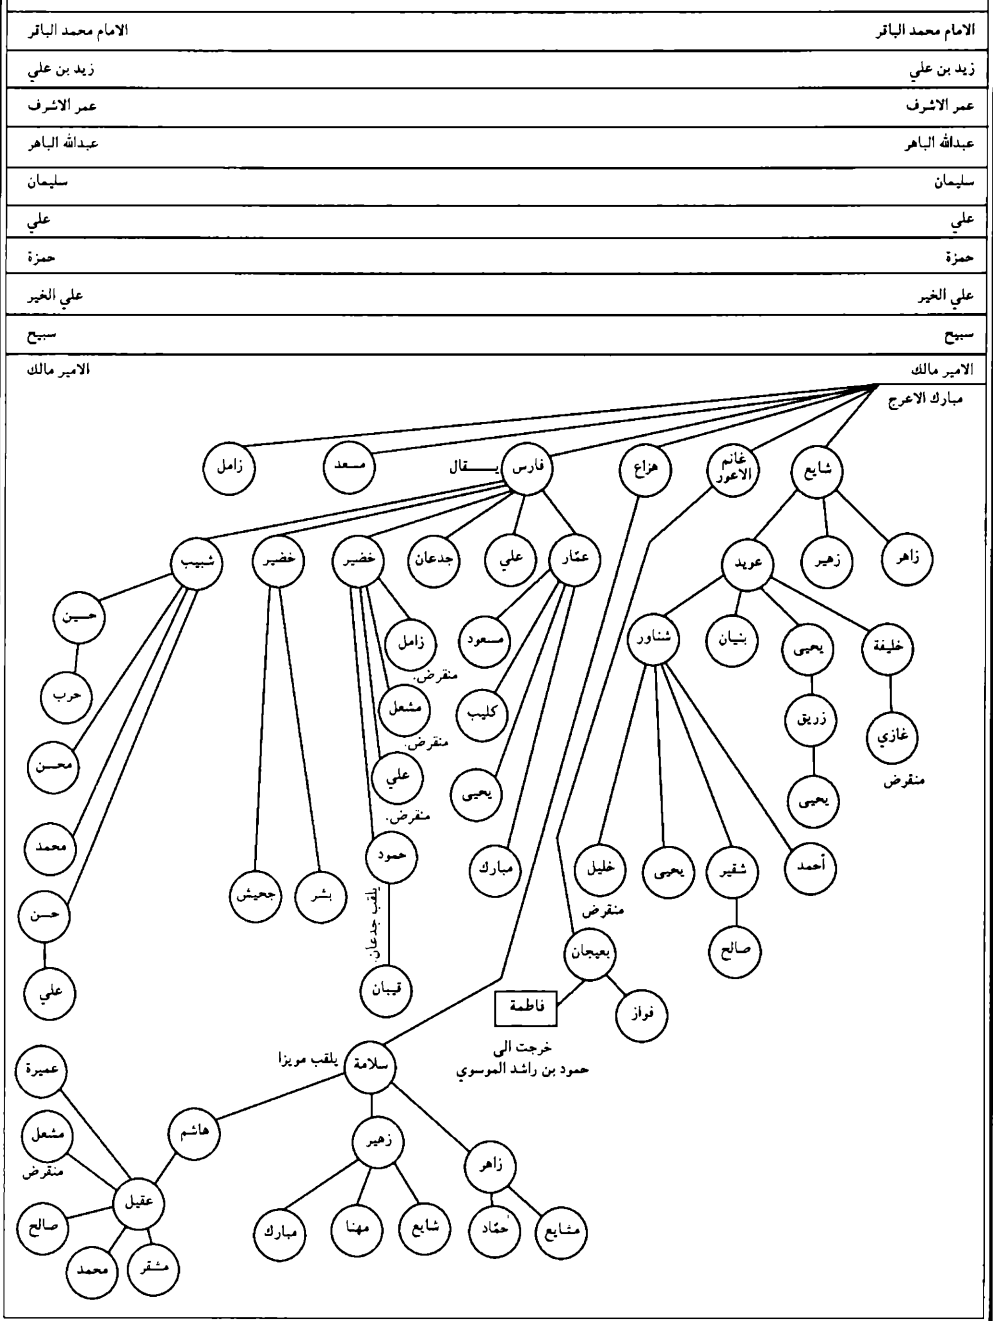 الامام محمد الباقر
الامام محمد الباقر
زيد بن علي
زيد بن علي
عمر الاشرف
عمر الاشرف
عبدالله الباهر
عبدالله الباهر
سليمان
سليمان
علي
علي
حمزة
حمزة
علي الخير
علي الخير
سبيح
سبيح
الامير مالك
الامير مالك
مبارك الاعرج
شايع
غانم
الاعور
هزاع
فارس
يقال
مسعد
زامل
زاهر
زهير
عويد
عمّار
علي
جدعان
خضير
خضير
شبيب
خليفة
يحيى
بنيان
شناور
مسعود
زامل
منقرض.
حسين
غازي
منقرض
زريق
كليب
مشعل
منقرض.
حرب
يحيى
يحيى
علي
منقرض.
محسن
أحمد
شقير
يحيى
خليل
منقرض
مبارك
حمود
يلقب جدعان.
بشر
جحيش
محمد
صالح
بعيجان
قيبان
حسن
علي
فواز
فاطمة
خرجت الى
حمود بن راشد الموسوي
سلامة
يلقب مويزا
عميرة
زاهر
زهير
هاشم
مشعل
منقرض
عقيل
مشايع
حمّاد
شايع
مهنا
مبارك
صالح
مشقر
محمد